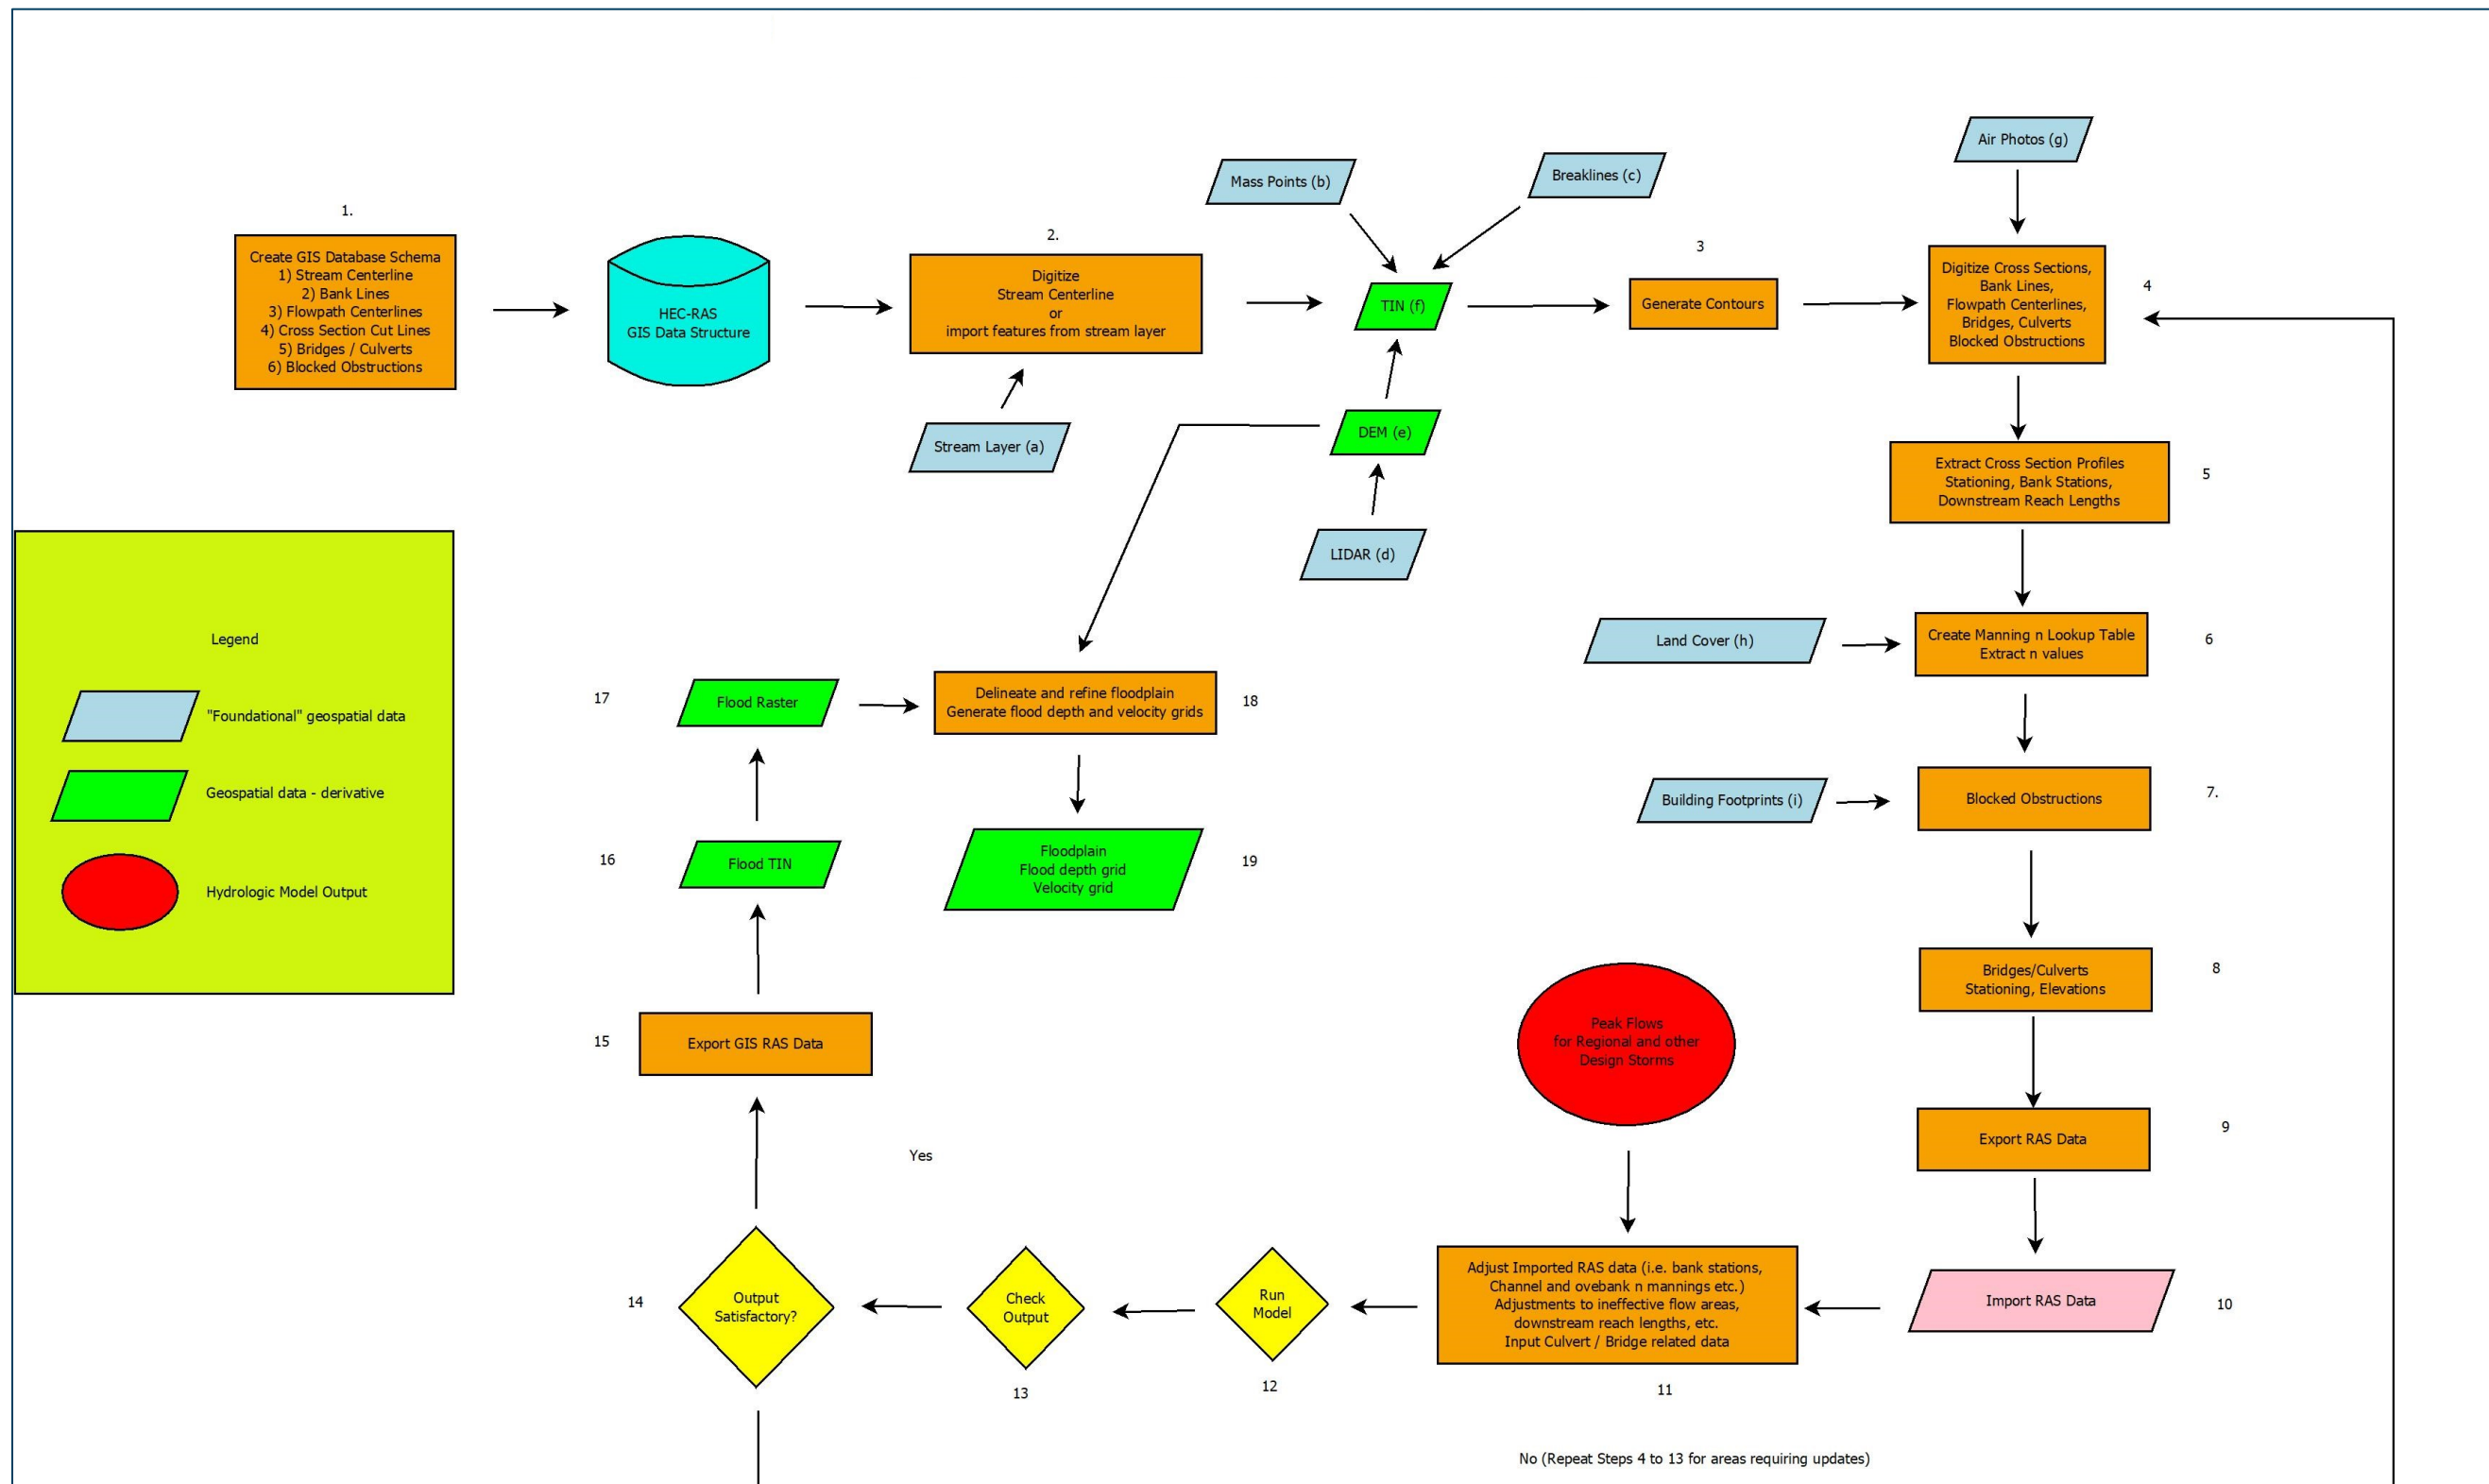 1.
Create GIS Database Schema
1) Stream Centerline
2) Bank Lines
3) Flowpath Centerlines
4) Cross Section Cut Lines
5) Bridges / Culverts
6) Blocked Obstructions
HEC-RAS
GIS Data Structure
2.
Digitize
Stream Centerline
or
import features from stream layer
Stream Layer (a)
Mass Points (b)
Breaklines (c)
TIN (f)
DEM (e)
LIDAR (d)
3
Generate Contours
Air Photos (g)
Digitize Cross Sections,
Bank Lines,
Flowpath Centerlines,
Bridges, Culverts
Blocked Obstructions
4
Extract Cross Section Profiles
Stationing, Bank Stations,
Downstream Reach Lengths
5
Land Cover (h)
Create Manning n Lookup Table
Extract n values
6
Building Footprints (i)
Blocked Obstructions
7.
Bridges/Culverts
Stationing, Elevations
8
Export RAS Data
9
Import RAS Data
10
Peak Flows
for Regional and other
Design Storms
Adjust Imported RAS data (i.e. bank stations,
Channel and ovebank n mannings etc.)
Adjustments to ineffective flow areas,
downstream reach lengths, etc.
Input Culvert / Bridge related data
11
Run
Model
12
Check
Output
13
Output
Satisfactory?
14
Yes
No (Repeat Steps 4 to 13 for areas requiring updates)
Export GIS RAS Data
15
Flood TIN
16
Flood Raster
17
Delineate and refine floodplain
Generate flood depth and velocity grids
18
Floodplain
Flood depth grid
Velocity grid
19
Legend
"Foundational" geospatial data
Geospatial data - derivative
Hydrologic Model Output